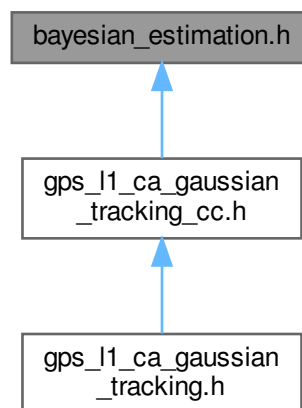 bayesian_estimation.h
gps_l1_ca_gaussian
_tracking_cc.h
gps_l1_ca_gaussian
_tracking.h